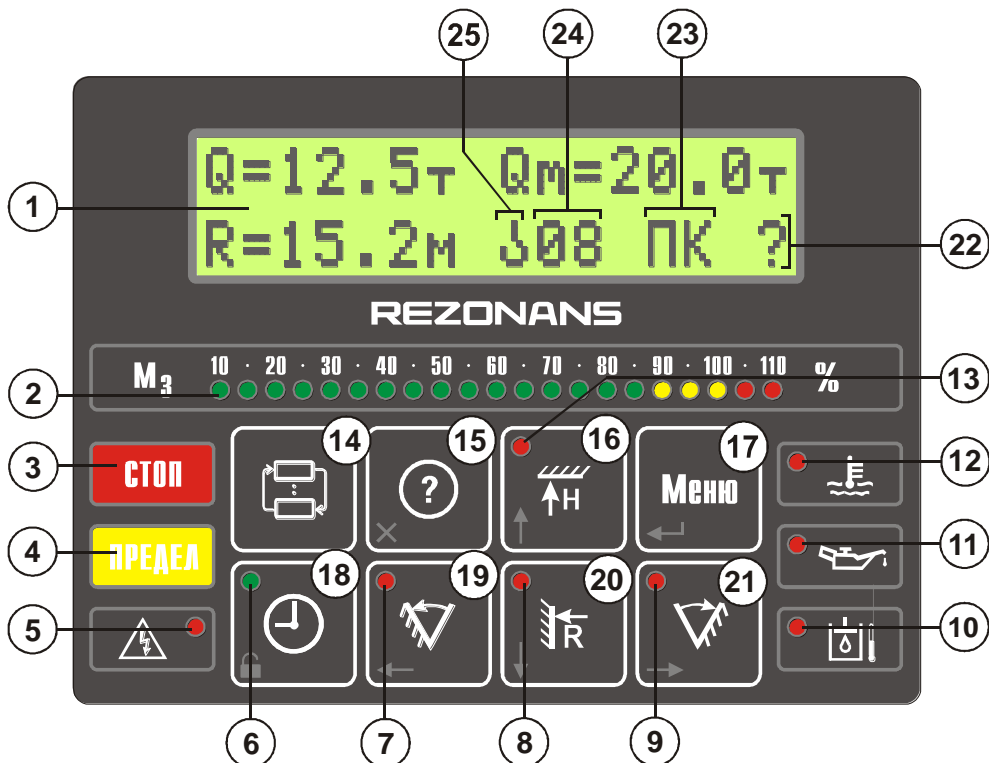 25 24 23
Q=12.5т Qм=20.0т
1
R=15.2м 08 ПК ?
22
REZONANS
10 · 20 · 30 · 40 · 50 · 60 · 70 · 80 · 90 · 100 · 110
Мз %
2
13
14 15 16 17
3 СТОП ? H Меню 12
4 ПРЕДЕЛ 11
18 19 20 21
5 R 10
6 7 8 9